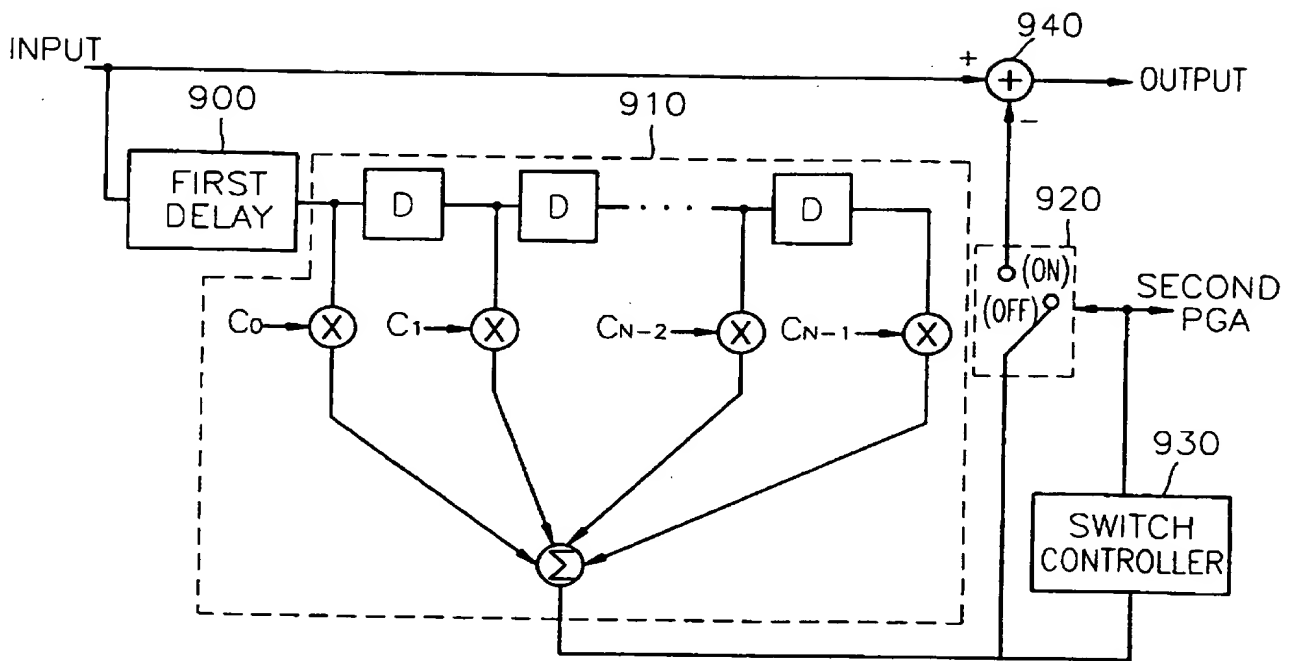 940
INPUT
+
+
OUTPUT
900
910
−
FIRST
DELAY
D
D
. . . .
D
920
(ON)
(OFF)
SECOND
PGA
C0
X
C1
X
CN-2
X
CN-1
X
930
SWITCH
CONTROLLER
Σ